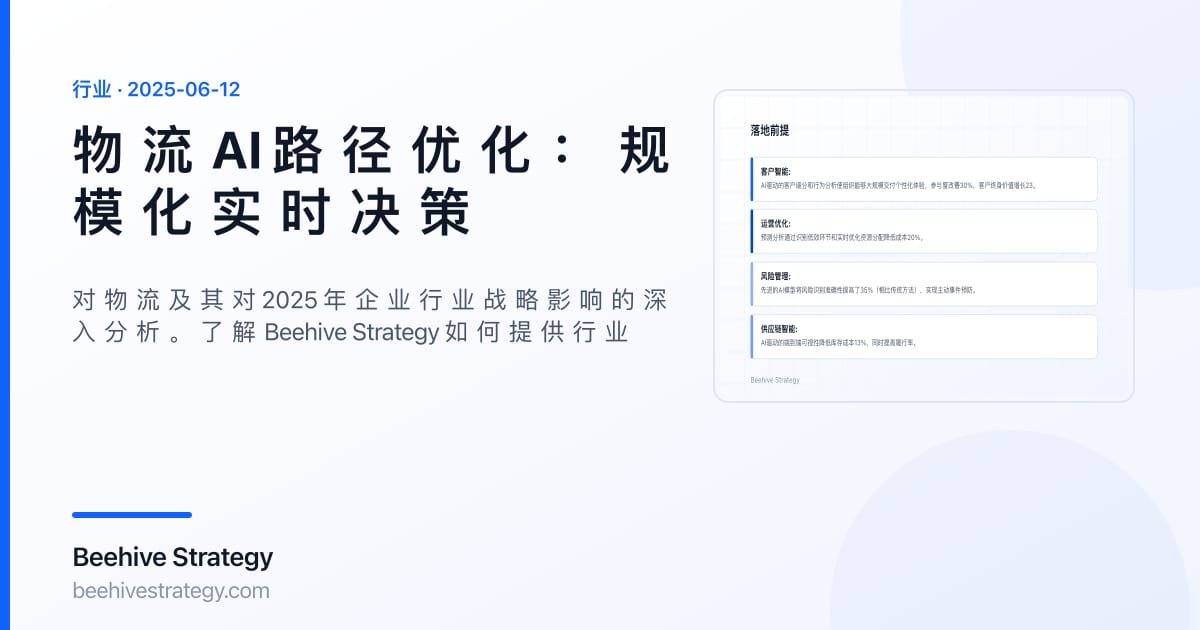 行业 · 2025-06-12
物流AI路径优化：规
模化实时决策
对物流及其对2025年企业行业战略影响的深
入分析。了解 Beehive Strategy 如何提供行业
Beehive Strategy
beehivestrategy.com
落地前提
客户智能:
AI驱动的客户细分和行为分析使组织能够大规模交付个性化体验，参与度改善30%，客户终身价值增长23。
运营优化:
预测分析通过识别低效环节和实时优化资源分配降低成本20%。
风险管理:
先进的AI模型将风险识别准确性提高了35%（相比传统方法），实现主动事件预防。
供应链智能:
AI驱动的端到端可视性降低库存成本13%，同时提高履行率。
Beehive Strategy